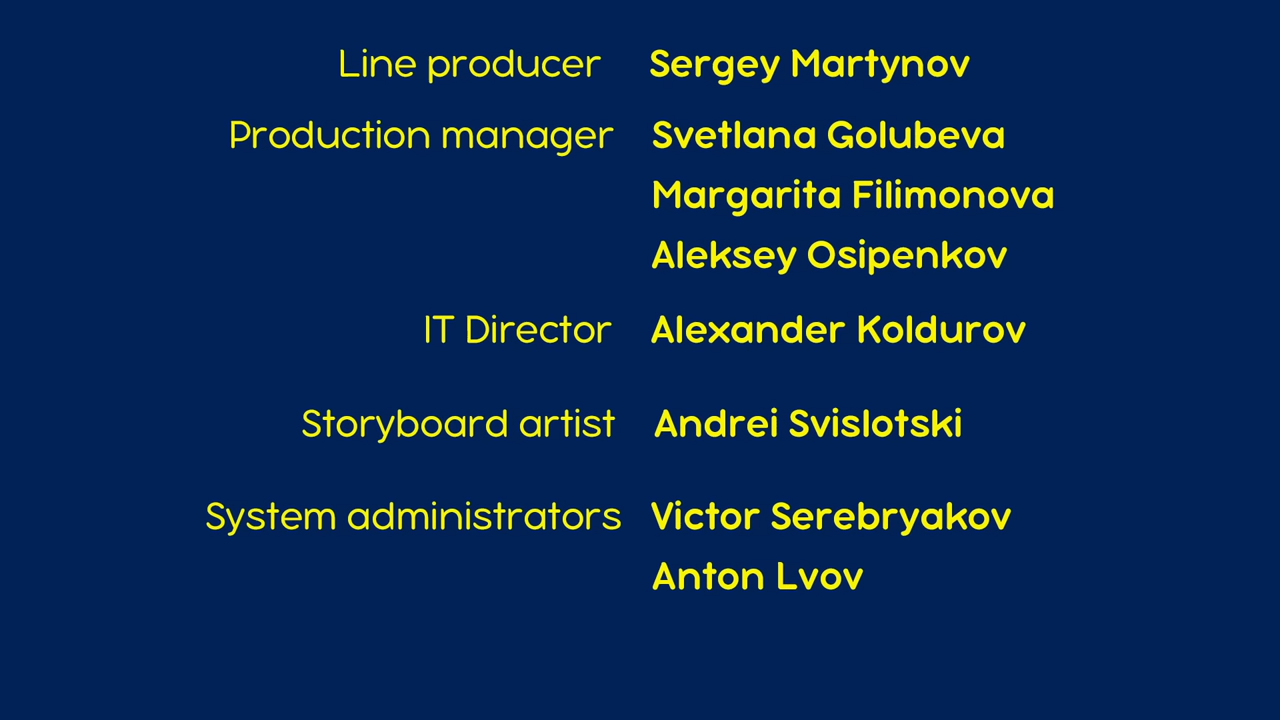 Line producer Sergey Martynov
Production manager Svetlana Golubeva
Margarita Filimonova
Aleksey Osipenkov
IT Director Alexander Koldurov
Storyboard artist Andrei Svislotski
System administrators Victor Serebryakov
Anton Lvov